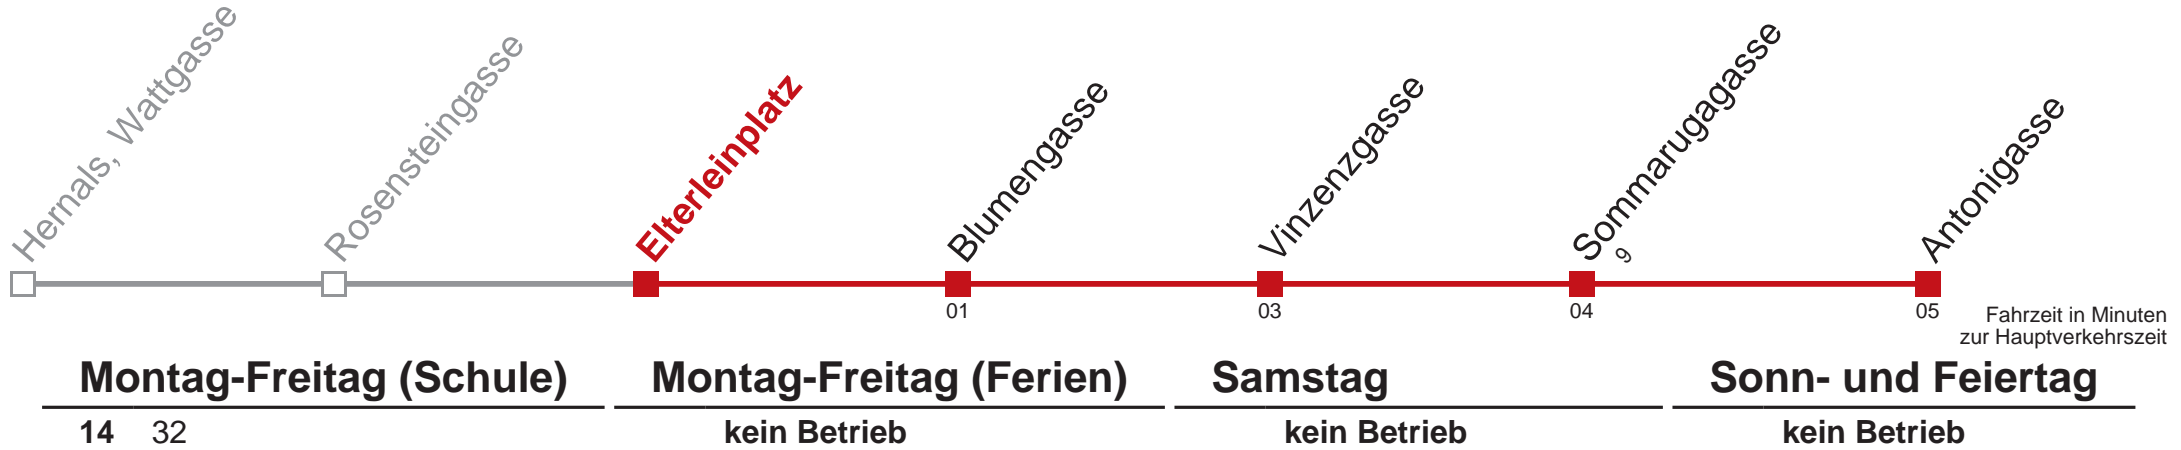 Hernals, Wattgasse
Rosensteingasse
Elterleinplatz
Blumengasse
Vinzenzgasse
Sommarugagasse
9
Antonigasse
01
03
04
05
Fahrzeit in Minuten
zur Hauptverkehrszeit
Montag-Freitag (Schule)
Montag-Freitag (Ferien)
Samstag
Sonn- und Feiertag
14 32
kein Betrieb
kein Betrieb
kein Betrieb